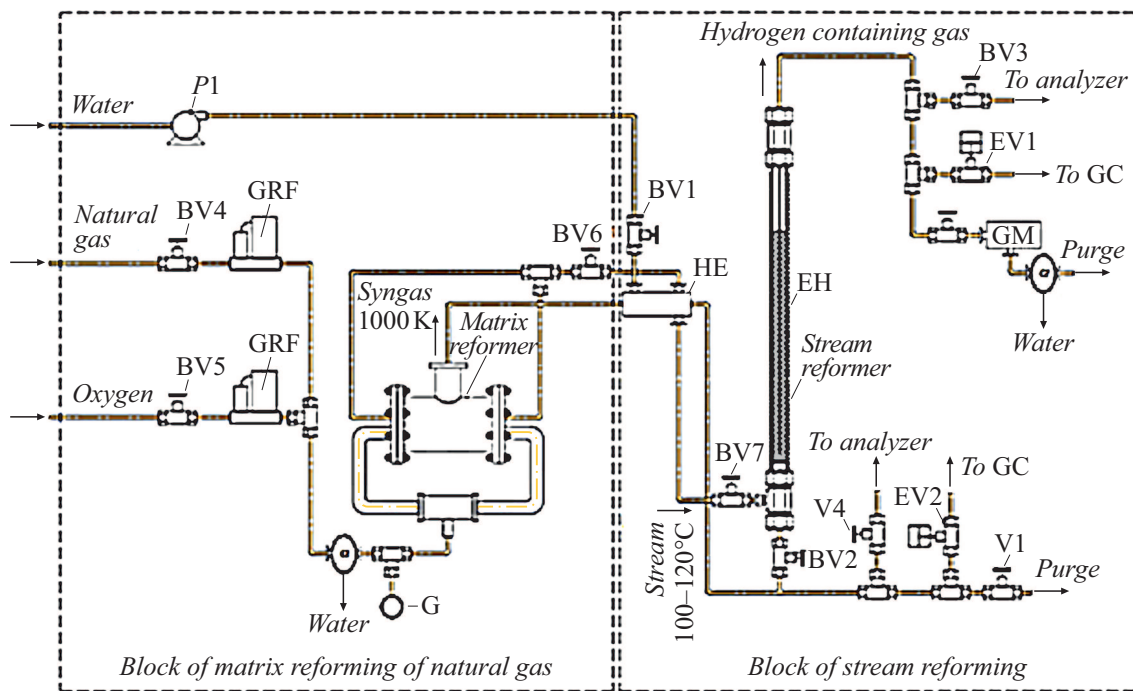 Hydrogen containing gas
BV3
To analyzer
P1
Water
EV1
To GC
BV4
GRF
Natural
gas
BV1
BV6
GM
Purge
HE
Syngas
1000 K
Matrix
reformer
EH
Water
BV5
GRF
Stream
reformer
Oxygen
To analyzer
BV7
To GC
EV2
V4
V1
Stream
100–120°C
BV2
Purge
G
Water
Block of matrix reforming of natural gas
Block of stream reforming